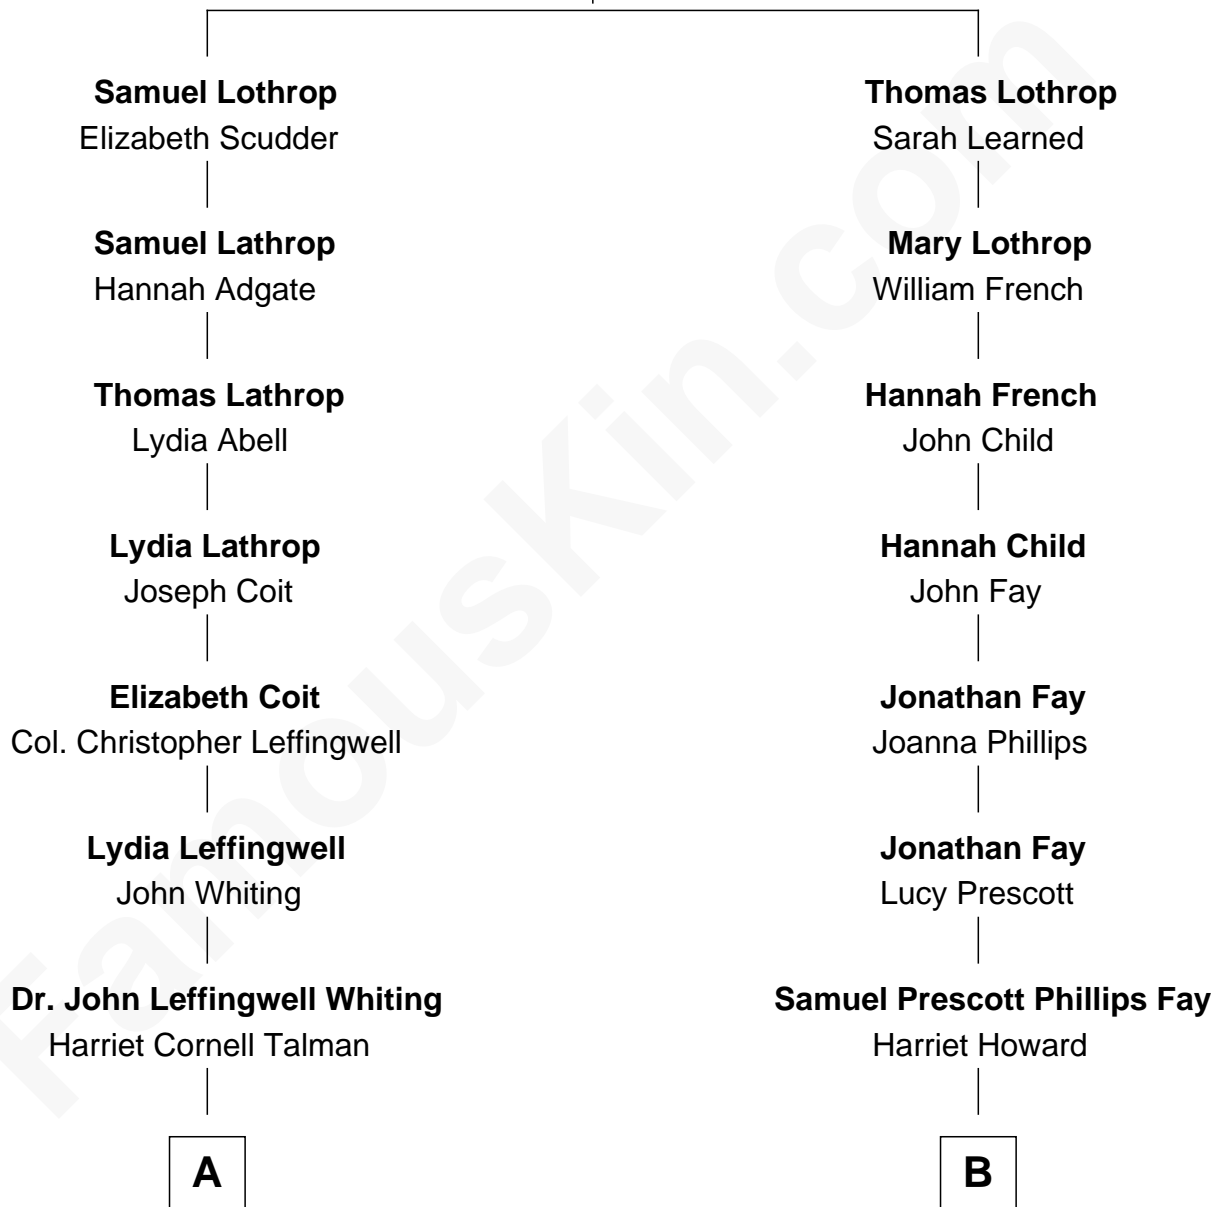 Samuel Lothrop
Elizabeth Scudder
Samuel Lathrop
Hannah Adgate
Thomas Lathrop
Lydia Abell
Lydia Lathrop
Joseph Coit
Elizabeth Coit
Col. Christopher Leffingwell
Lydia Leffingwell
John Whiting
Dr. John Leffingwell Whiting
Harriet Cornell Talman
A
Thomas Lothrop
Sarah Learned
Mary Lothrop
William French
Hannah French
John Child
Hannah Child
John Fay
Jonathan Fay
Joanna Phillips
Jonathan Fay
Lucy Prescott
Samuel Prescott Phillips Fay
Harriet Howard
B
FamousKin.com